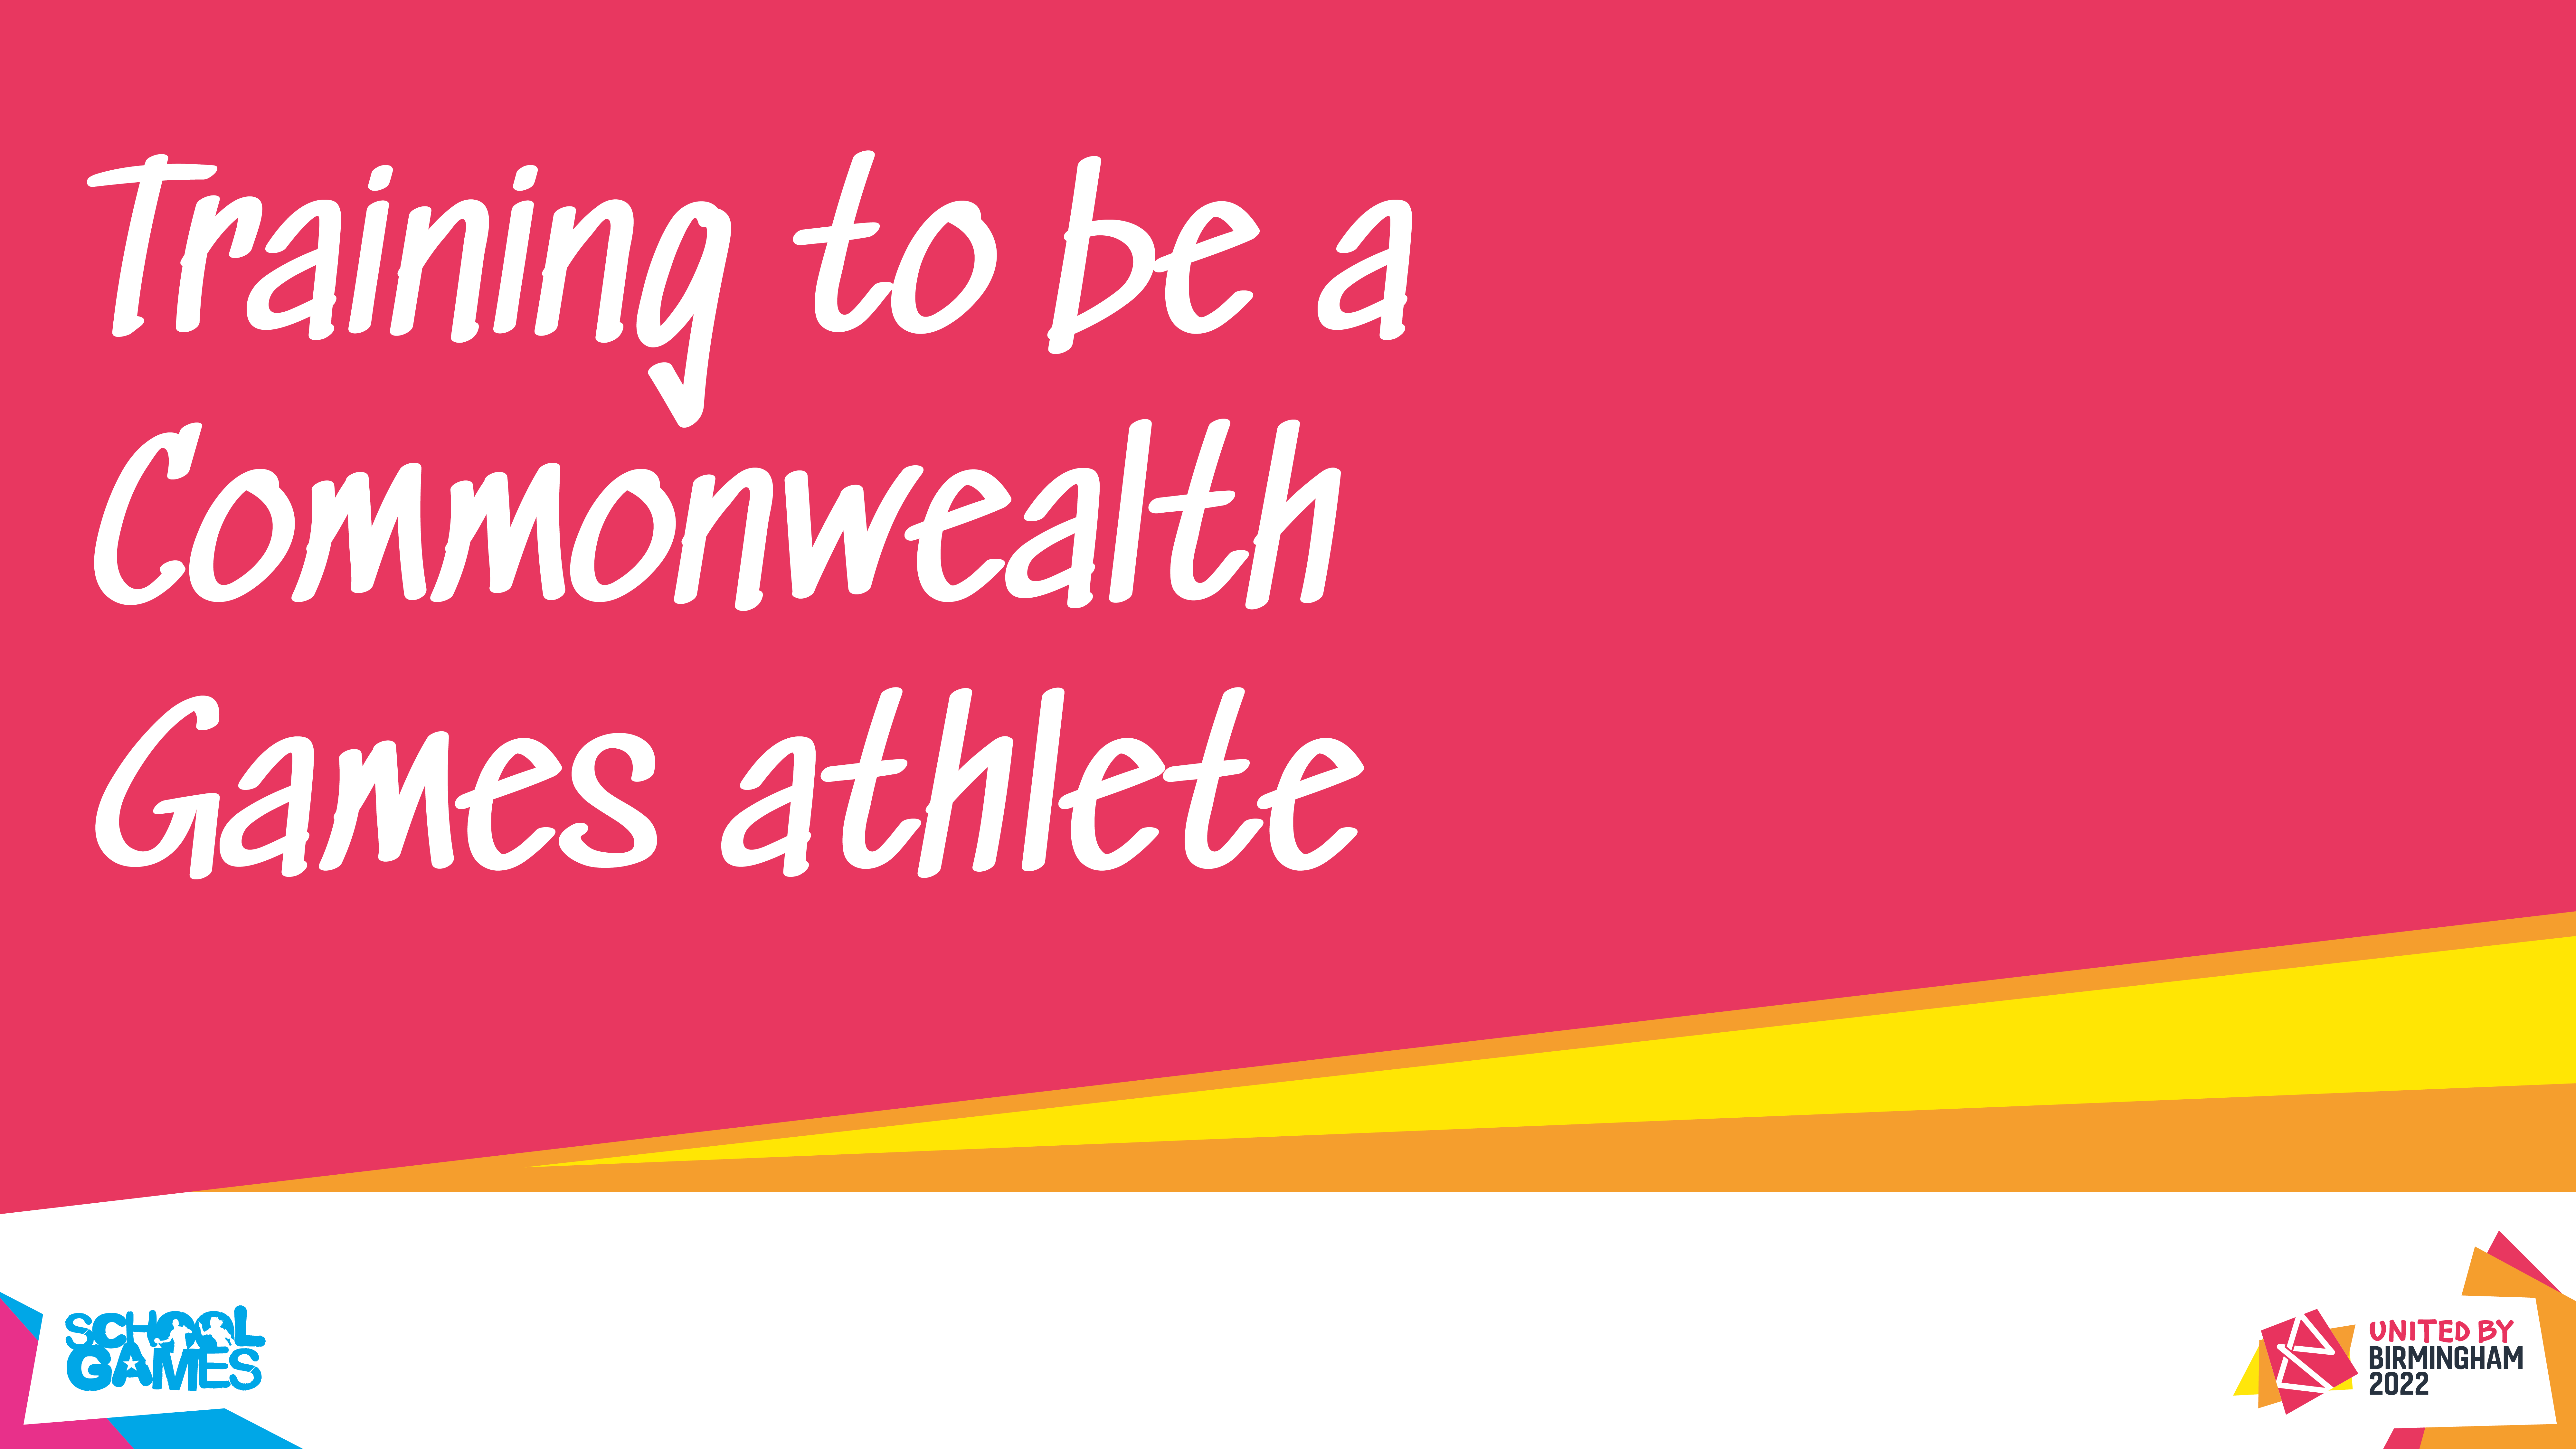 Training to be a
Commonwealth
Games athlete
SCHOOL
GAMES
UNITED BY
BIRMINGHAM
2022